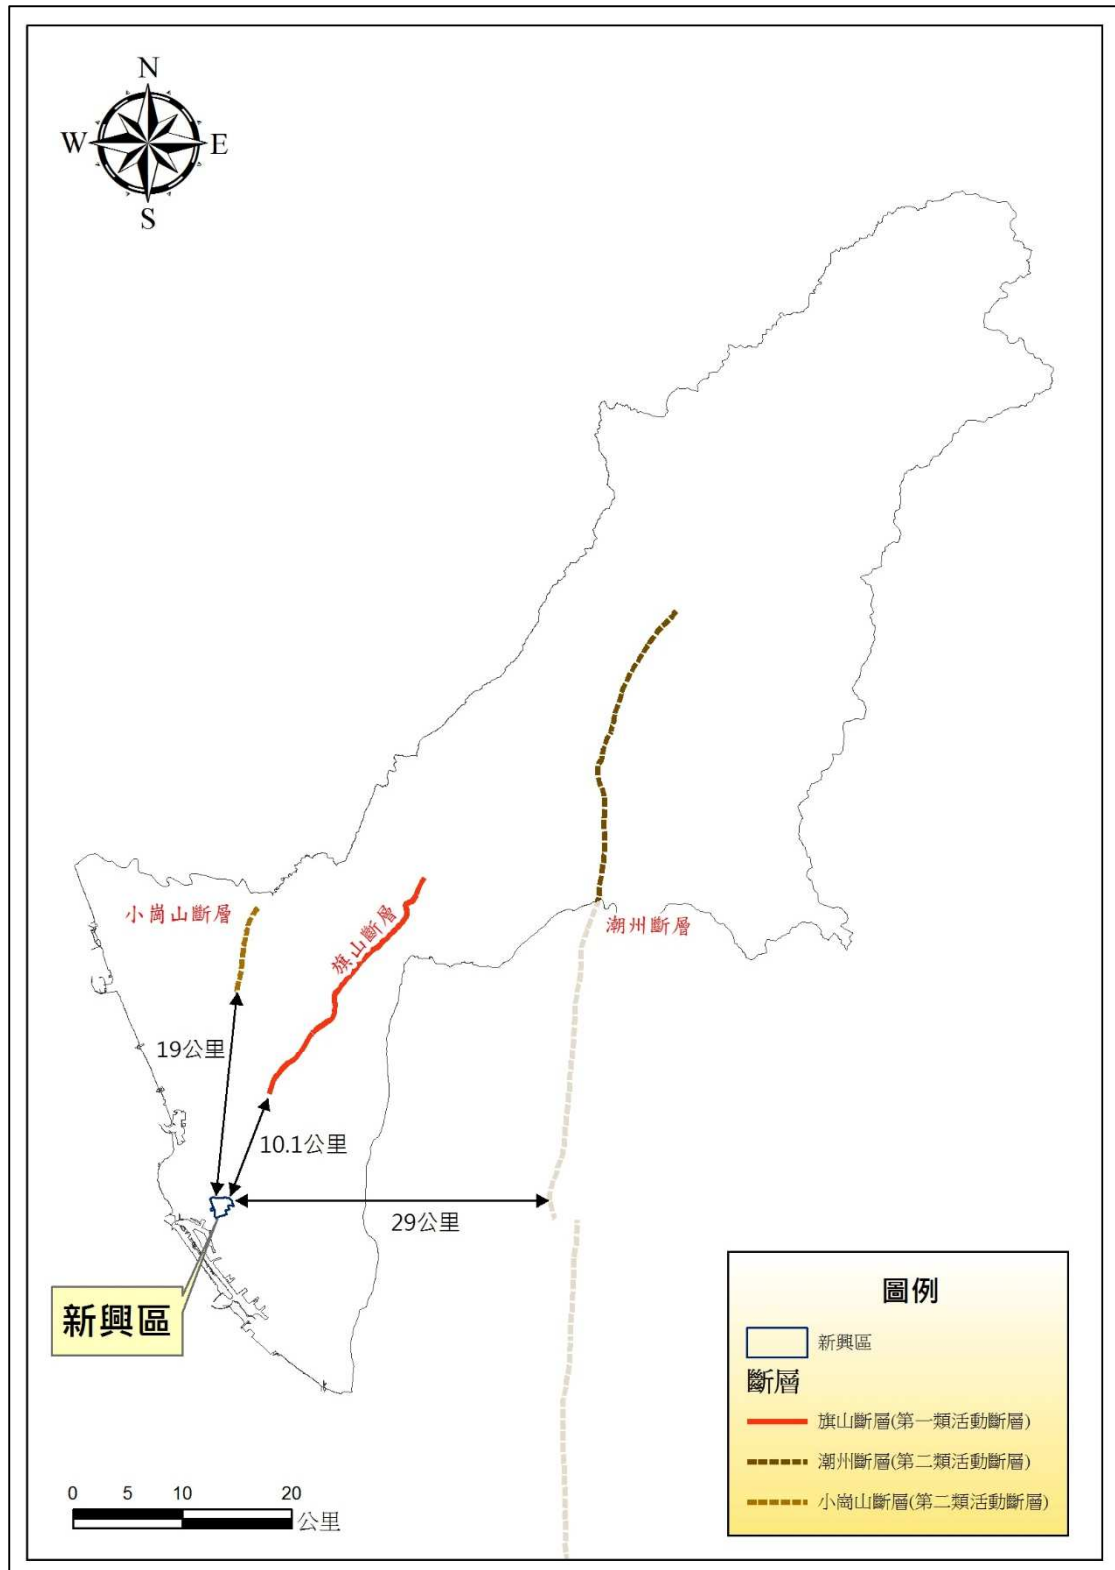 N
W
E
S
小崗山斷層
旗山斷層
潮州斷層
19公里
10.1公里
29公里
新興區
圖例
新興區
斷層
旗山斷層(第一類活動斷層)
潮州斷層(第二類活動斷層)
小崗山斷層(第二類活動斷層)
0 5 10 20
公里